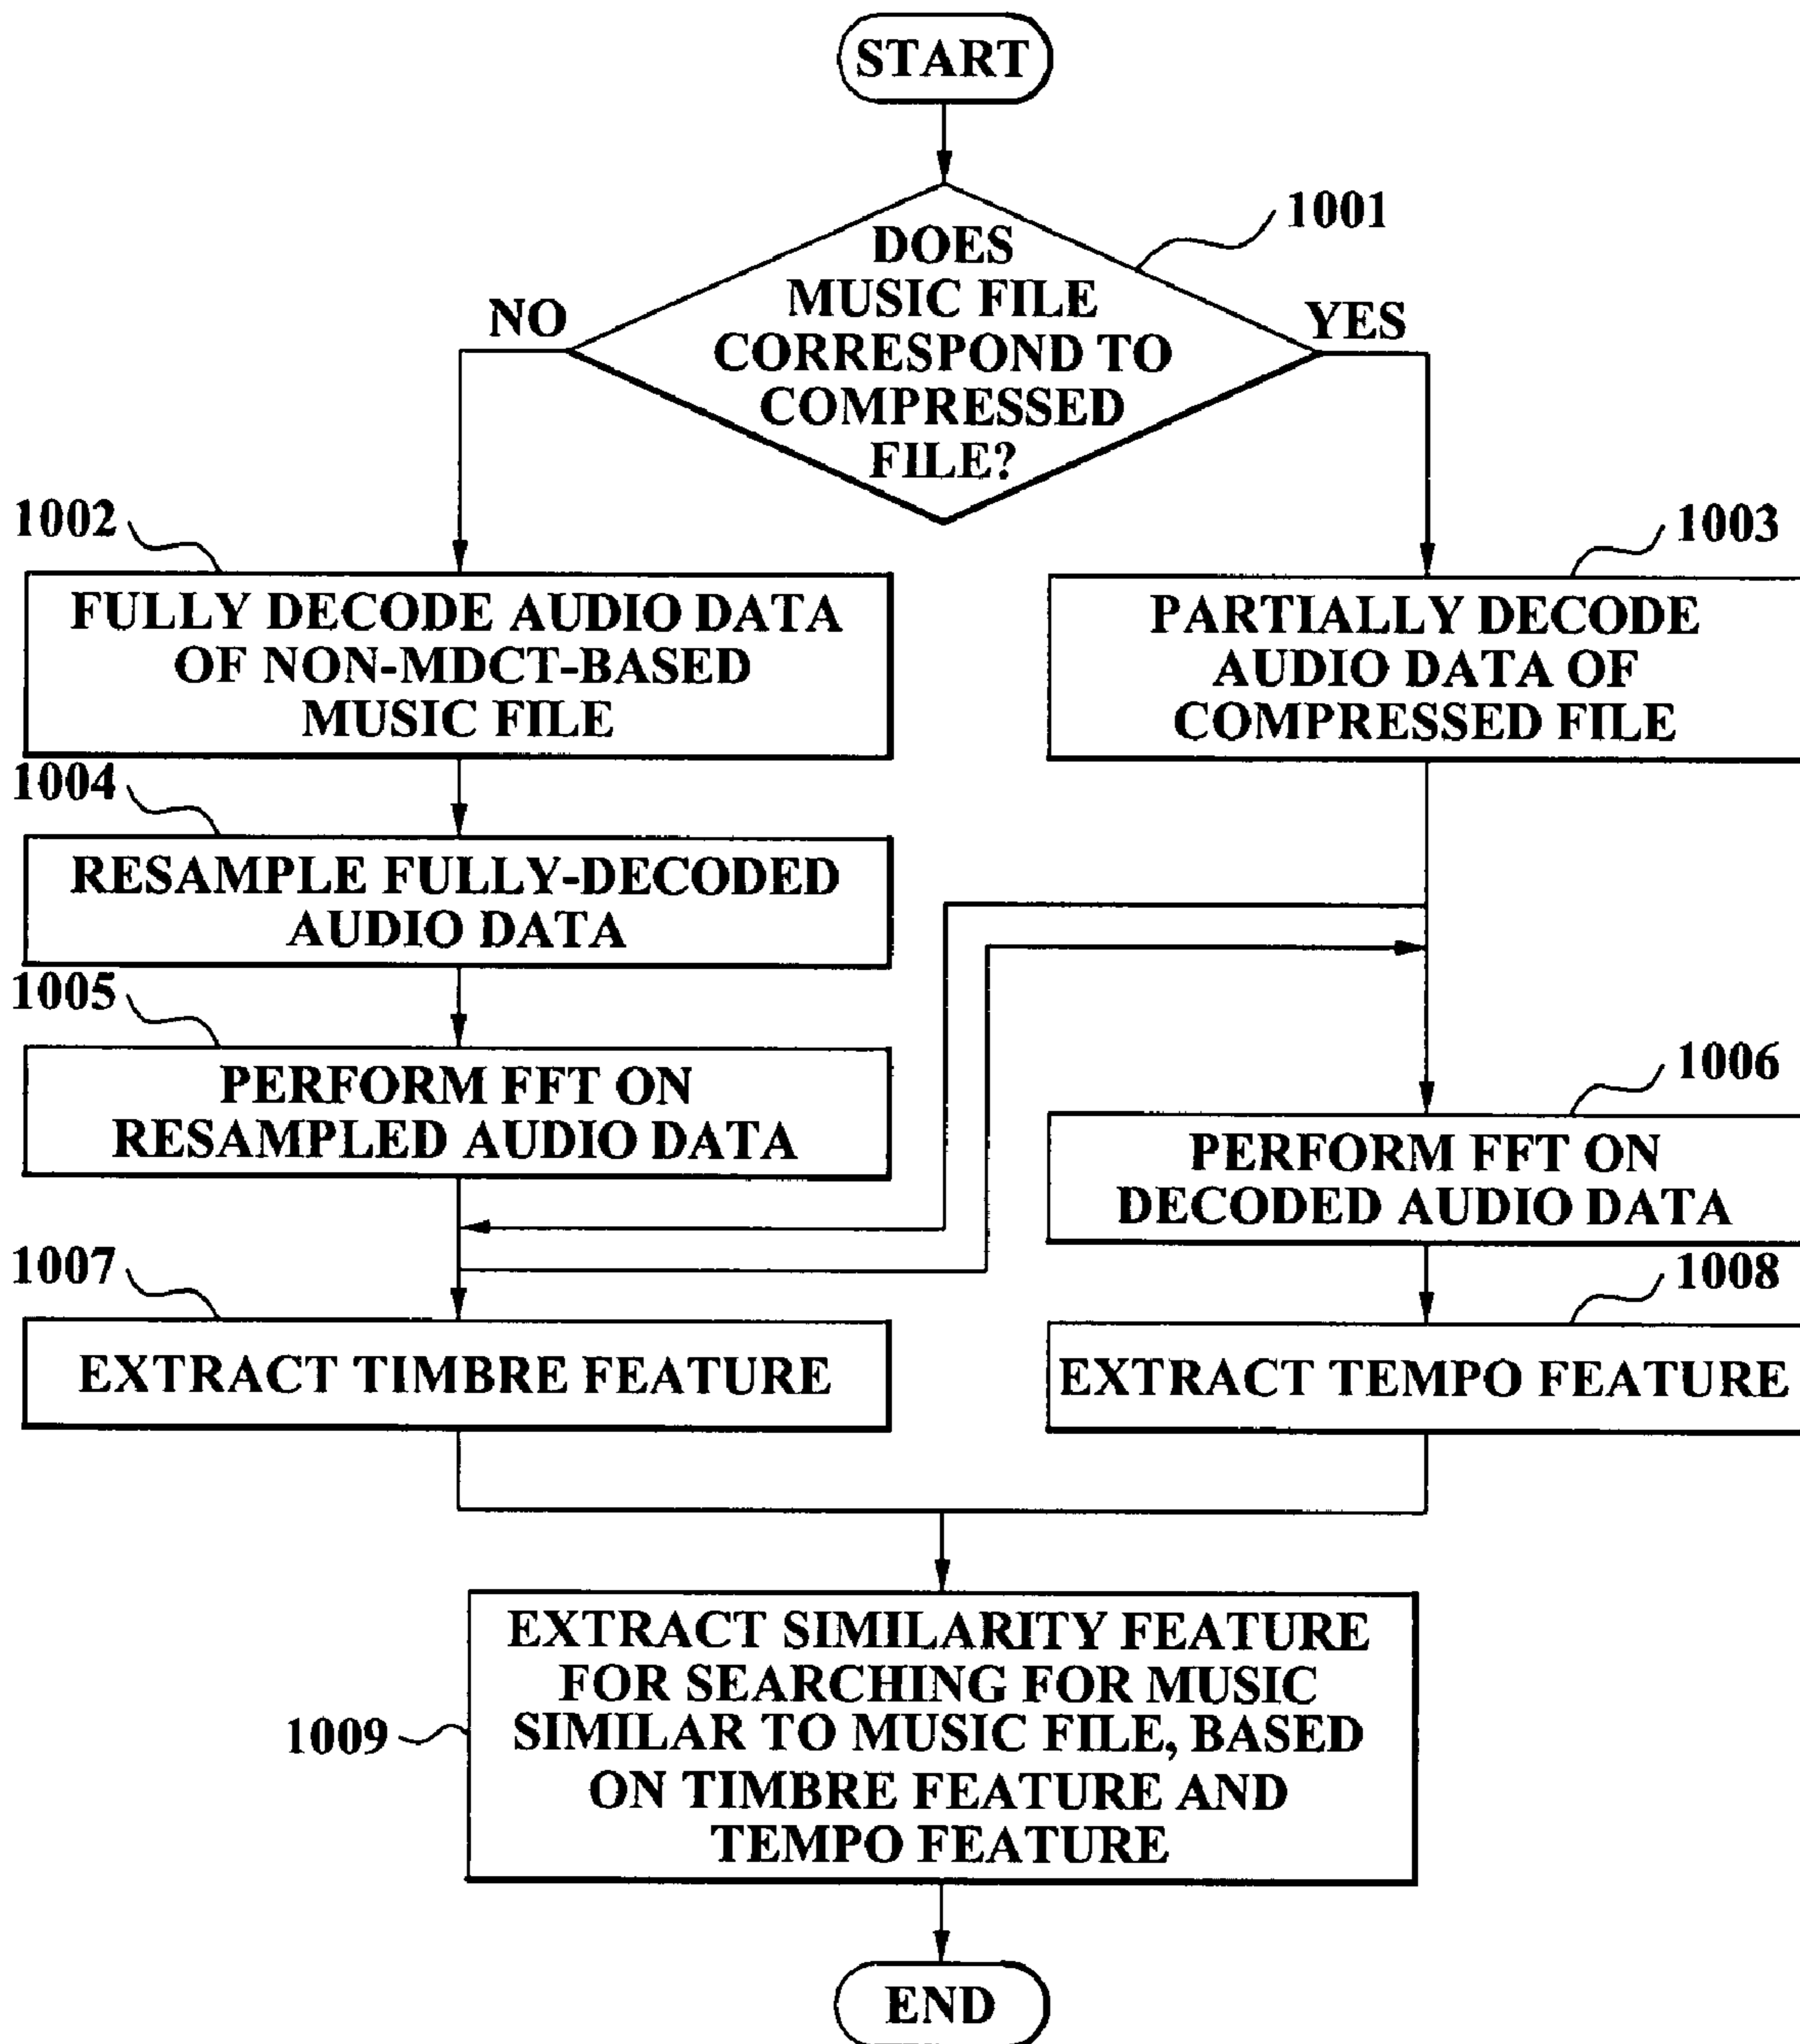 START
1001
DOES
MUSIC FILE
CORRESPOND TO
COMPRESSED
FILE?
NO
YES
1002
FULLY DECODE AUDIO DATA
OF NON-MDCT-BASED
MUSIC FILE
1003
PARTIALLY DECODE
AUDIO DATA OF
COMPRESSED FILE
1004
RESAMPLE FULLY-DECODED
AUDIO DATA
1005
PERFORM FFT ON
RESAMPLED AUDIO DATA
1006
PERFORM FFT ON
DECODED AUDIO DATA
1007
EXTRACT TIMBRE FEATURE
1008
EXTRACT TEMPO FEATURE
1009
EXTRACT SIMILARITY FEATURE
FOR SEARCHING FOR MUSIC
SIMILAR TO MUSIC FILE, BASED
ON TIMBRE FEATURE AND
TEMPO FEATURE
END